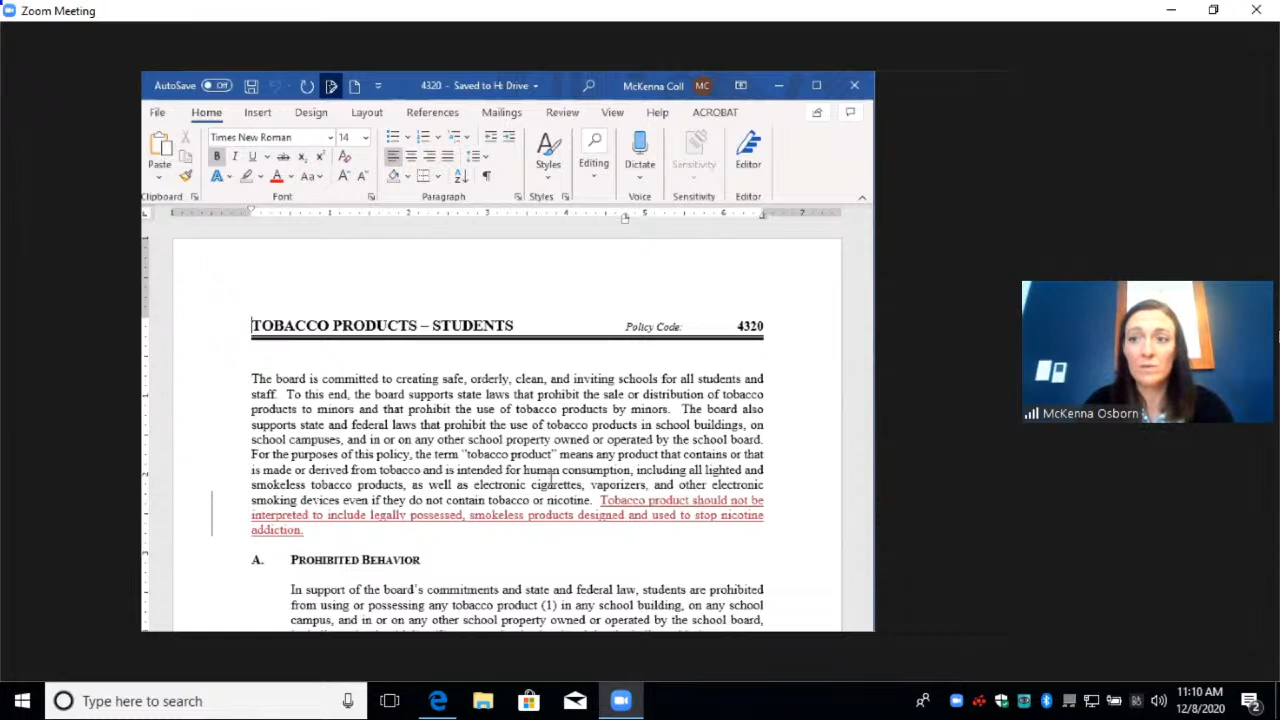 Zoom Meeting
AutoSave Off 4320 - Saved to H: Drive McKenna Coll MC
File Home Insert Design Layout References Mailings Review View Help ACROBAT
Times New Roman 14
Paste B I U ab x₂ x² A Aa Styles Editing Dictate Sensitivity Editor
Clipboard Font Paragraph Styles Voice Sensitivity Editor
1 1 2 3 4 5 6 7
TOBACCO PRODUCTS – STUDENTS Policy Code: 4320
The board is committed to creating safe, orderly, clean, and inviting schools for all students and
staff. To this end, the board supports state laws that prohibit the sale or distribution of tobacco
products to minors and that prohibit the use of tobacco products by minors. The board also
supports state and federal laws that prohibit the use of tobacco products in school buildings, on
school campuses, and in or on any other school property owned or operated by the school board.
For the purposes of this policy, the term “tobacco product” means any product that contains or that
is made or derived from tobacco and is intended for human consumption, including all lighted and
smokeless tobacco products, as well as electronic cigarettes, vaporizers, and other electronic
smoking devices even if they do not contain tobacco or nicotine. Tobacco product should not be
interpreted to include legally possessed, smokeless products designed and used to stop nicotine
addiction.
A. PROHIBITED BEHAVIOR
In support of the board’s commitments and state and federal law, students are prohibited
from using or possessing any tobacco product (1) in any school building, on any school
campus, and in or on any other school property owned or operated by the school board,
McKenna Osborn
Type here to search
11:10 AM
12/8/2020
2